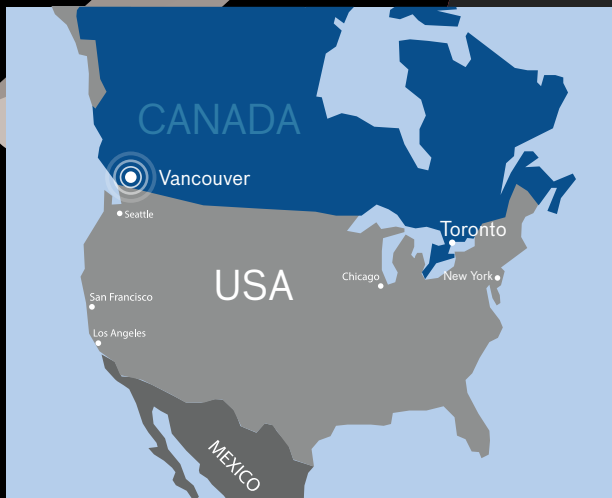 CANADA
Vancouver
Seattle
Toronto
USA
Chicago
New York
San Francisco
Los Angeles
MEXICO